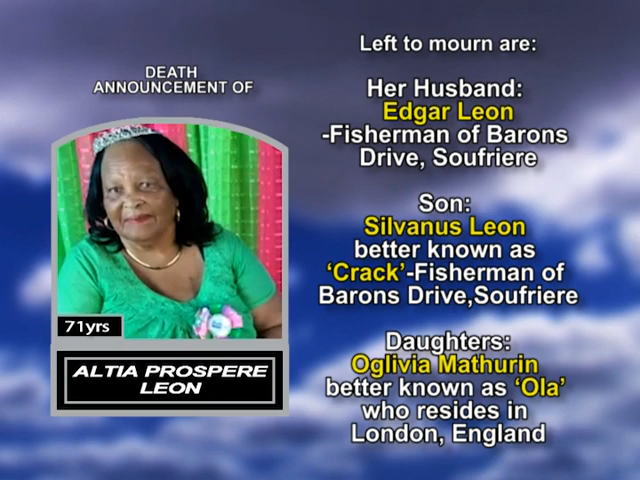 DEATH
ANNOUNCEMENT OF
71yrs
ALTIA PROSPERE
LEON
Left to mourn are:
Her Husband:
Edgar Leon
-Fisherman of Barons
Drive, Soufriere
Son:
Silvanus Leon
better known as
‘Crack’-Fisherman of
Barons Drive,Soufriere
Daughters:
Oglivia Mathurin
better known as ‘Ola’
who resides in
London, England